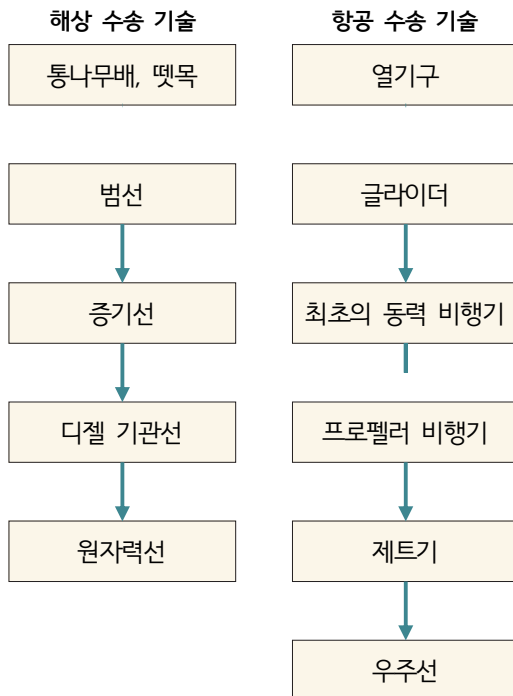 해상 수송 기술
통나무배, 뗏목
범선
증기선
디젤 기관선
원자력선
항공 수송 기술
열기구
글라이더
최초의 동력 비행기
프로펠러 비행기
제트기
우주선